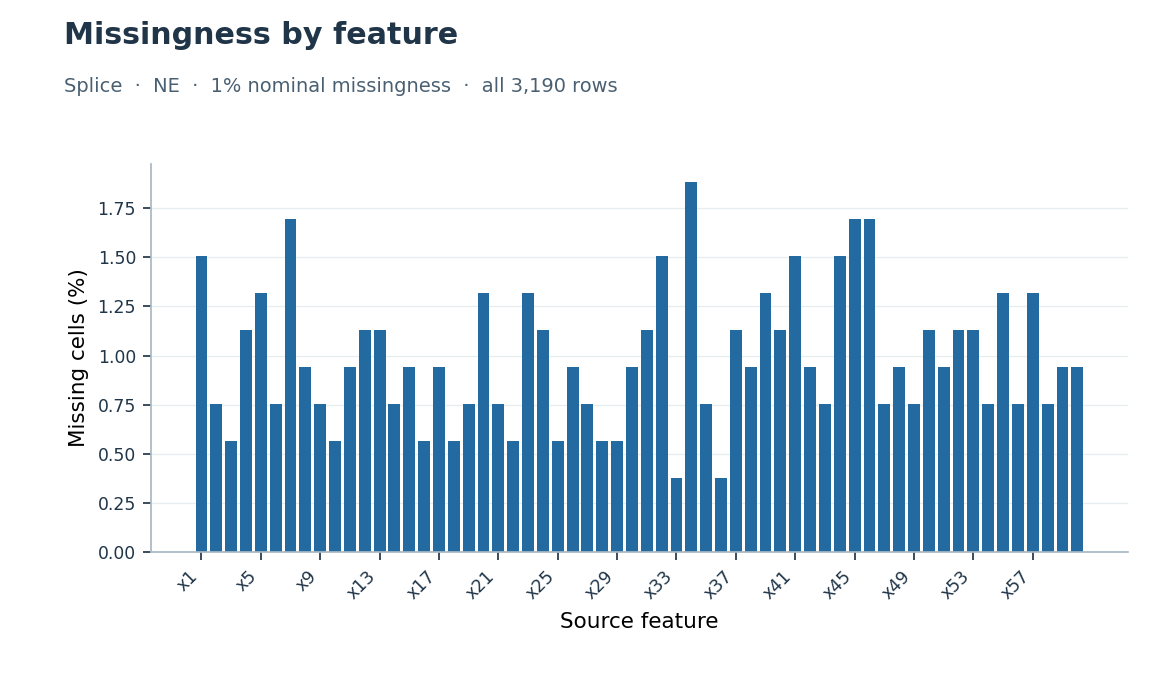 Missingness by feature
Splice · NE · 1% nominal missingness · all 3,190 rows
Missing cells (%)
1.75
1.50
1.25
1.00
0.75
0.50
0.25
0.00
x1 x5 x9 x13 x17 x21 x25 x29 x33 x37 x41 x45 x49 x53 x57
Source feature